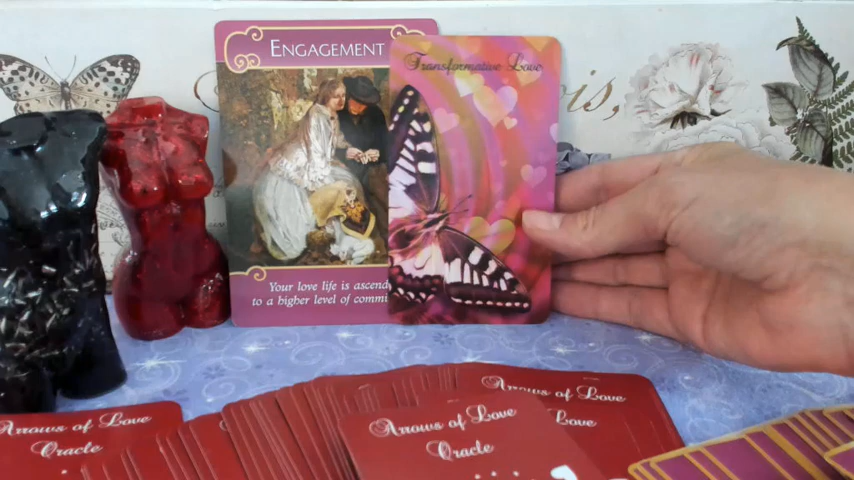 ENGAGEMENT
Transformative Love
Your love life is ascend
to a higher level of commi
Arrows of Love
Oracle
Arrows of Love
Oracle
Arrows of Love
Love